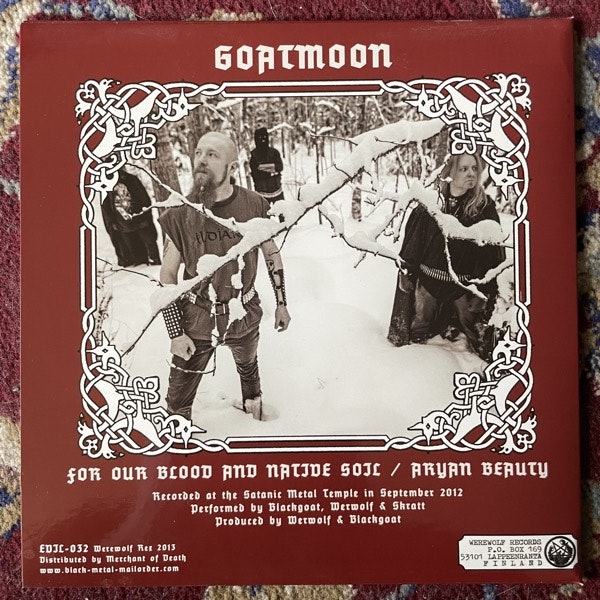 GOATMOON
FOR OUR BLOOD AND NATIVE SOIL / ARYAN BEAUTY
Recorded at the Satanic Metal Temple in September 2012
Performed by Blackgoat, Werwolf & Skratt
Produced by Werwolf & Blackgoat
EVIL-032 Werewolf Rex 2013
Distributed by Merchant of Death
www.black-metal-mailorder.com
WEREWOLF RECORDS
P.O. BOX 169
53101 LAPPEENRANTA
FINLAND